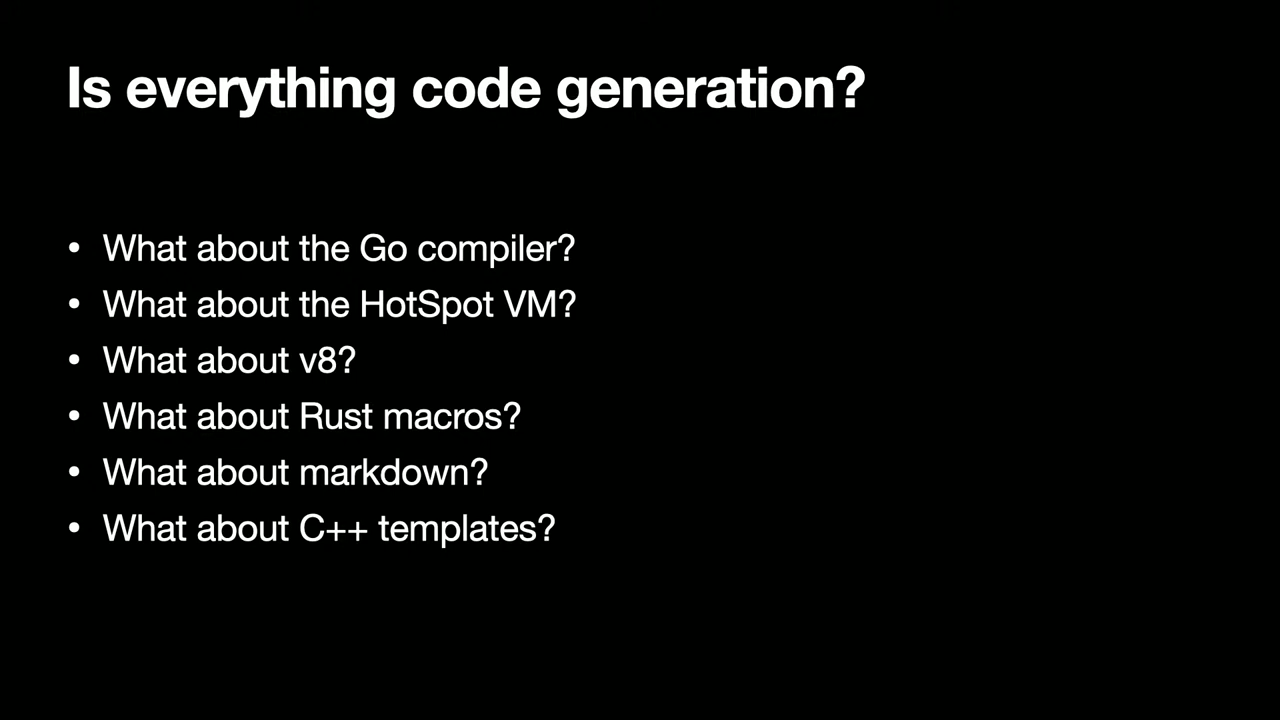 Is everything code generation?
• What about the Go compiler?
• What about the HotSpot VM?
• What about v8?
• What about Rust macros?
• What about markdown?
• What about C++ templates?